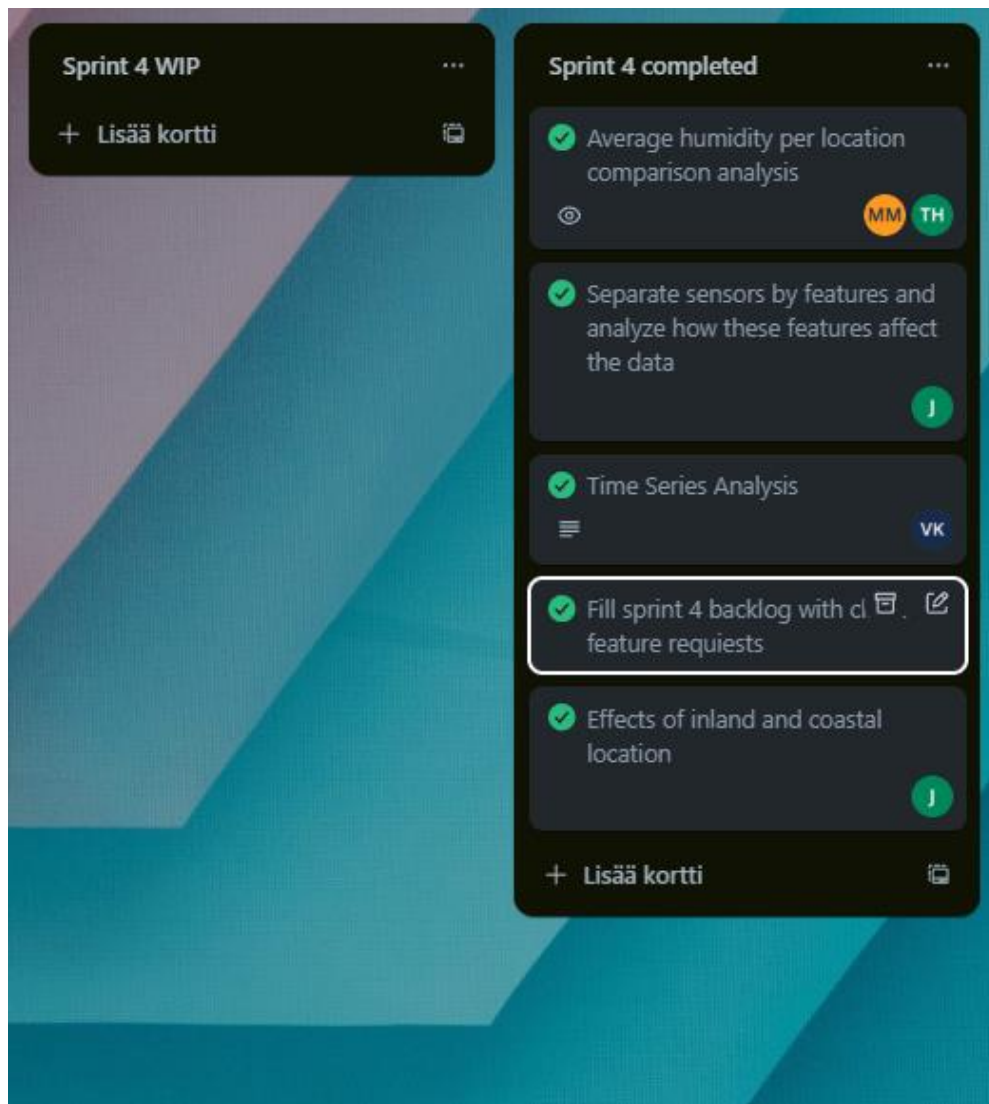 Sprint 4 WIP
+ Lisää kortti
Sprint 4 completed
Average humidity per location
comparison analysis
MM TH
Separate sensors by features and
analyze how these features affect
the data
J
Time Series Analysis
VK
Fill sprint 4 backlog with
feature requiests
Effects of inland and coastal
location
J
+ Lisää kortti